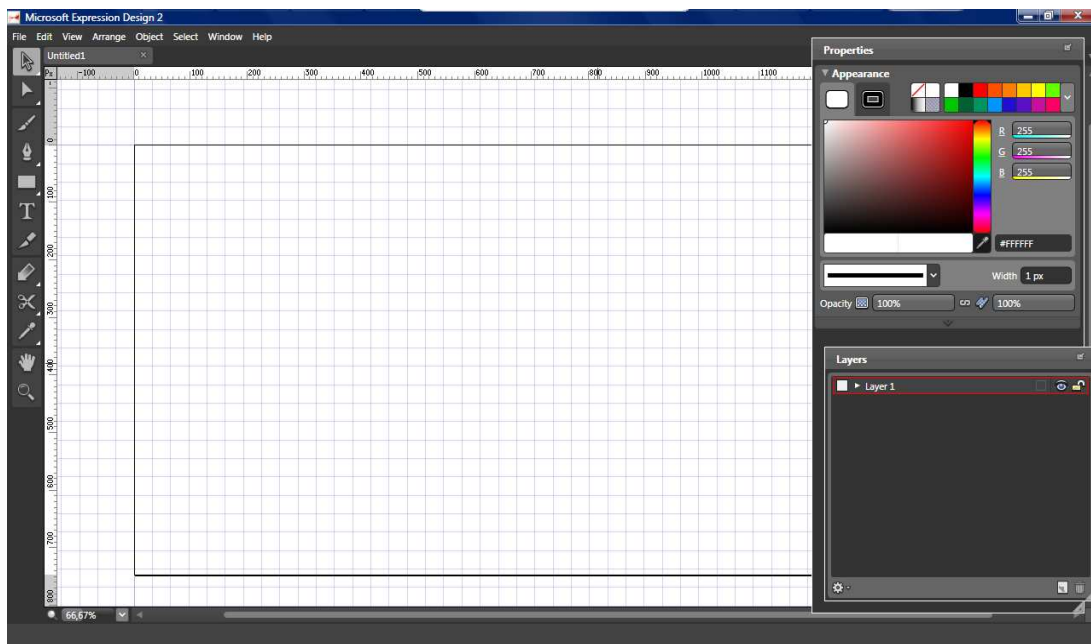 Microsoft Expression Design 2
File Edit View Arrange Object Select Window Help
Untitled1 ×
Properties
Px -100 0 100 200 300 400 500 600 700 800 900 1000 1100
Appearance
R 255
G 255
B 255
#FFFFFF
Width 1 px
Opacity 100% 100%
Layers
Layer 1
0
100
200
300
400
500
600
700
800
66,67%
T